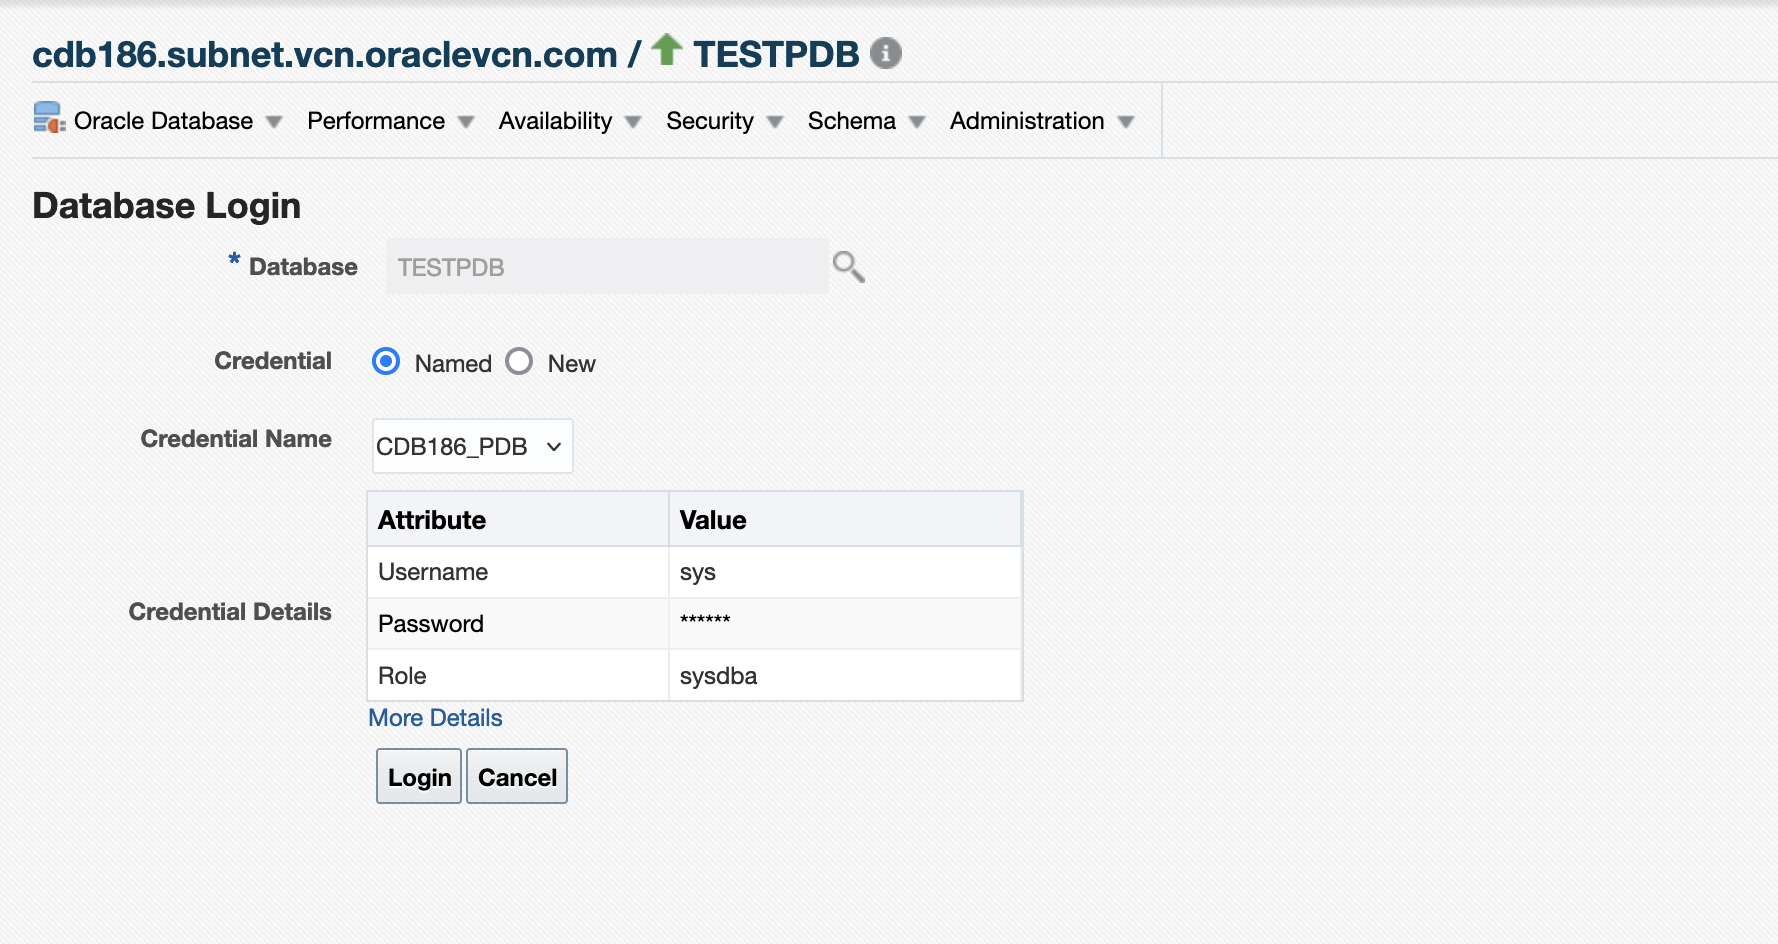 cdb186.subnet.vcn.oraclevcn.com / TESTPDB
Oracle Database Performance Availability Security Schema Administration
Database Login
* Database TESTPDB
Credential Named New
Credential Name CDB186_PDB
Attribute Value
Username sys
Credential Details
Password ******
Role sysdba
More Details
Login Cancel